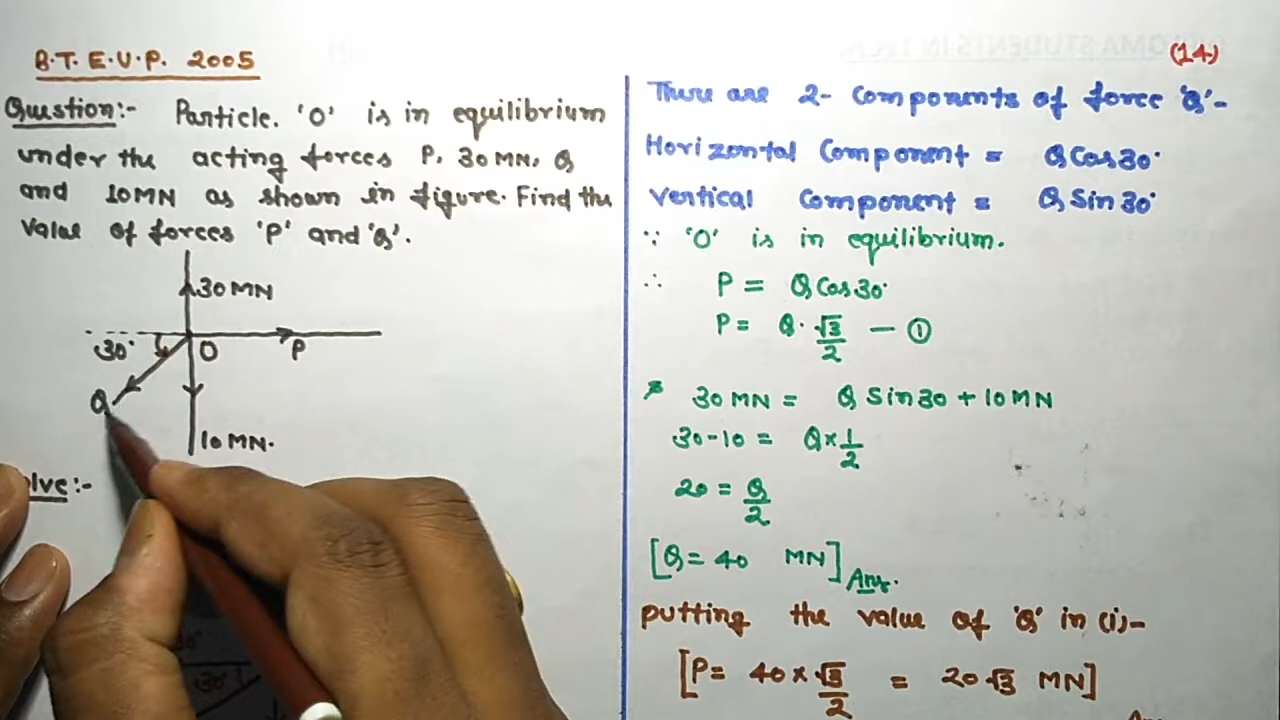 B.T.E.U.P. 2005
Question:- Particle. 'O' is in equilibrium
under the acting forces P, 30 MN, Q
and 10MN as shown in figure. Find the
value of forces 'P' and 'Q'.
30 MN
30°
O
P
Q
10 MN.
lve:-
30°
(14)
There are 2- Components of force 'Q'-
Horizontal Component = Q Cos 30°
Vertical Component = Q Sin 30°
∵ 'O' is in equilibrium.
∴ P = Q Cos 30°
P = Q. √3/2 — ①
30 MN = Q Sin 30 + 10 MN
30-10 = Q × 1/2
20 = Q/2
[Q = 40 MN] Ans.
putting the value of 'Q' in (i)-
[P = 40 × √3/2 = 20√3 MN]